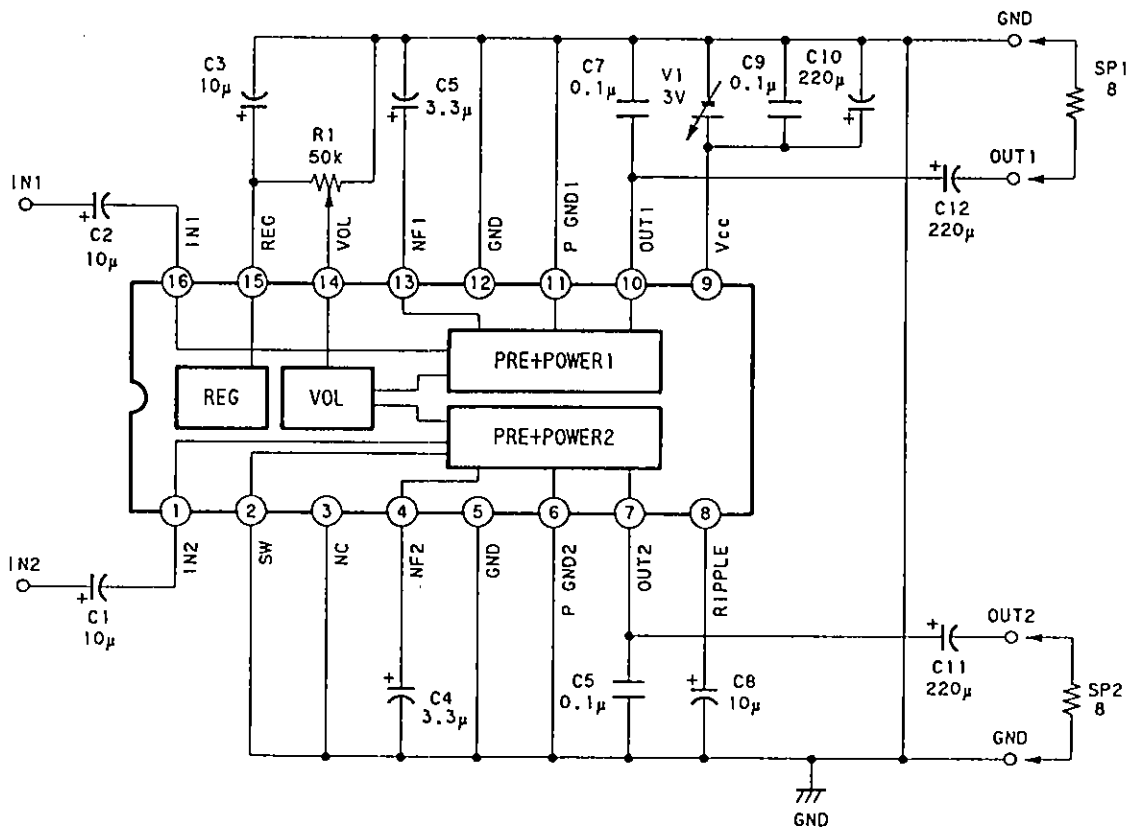 GND
C3
10μ
C5
3.3μ
R1
50k
C7
0.1μ
V1
3V
C9
0.1μ
C10
220μ
SP1
8
OUT1
C12
220μ
IN1
C2
10μ
IN1
REG
VOL
NF1
GND
P GND1
OUT1
Vcc
16
15
14
13
12
11
10
9
PRE+POWER1
REG
VOL
PRE+POWER2
1
2
3
4
5
6
7
8
IN2
SW
NC
NF2
GND
P GND2
OUT2
RIPPLE
IN2
C1
10μ
C4
3.3μ
C5
0.1μ
C8
10μ
OUT2
C11
220μ
SP2
8
GND
GND
+
+
+
+
+
+
+
+
+